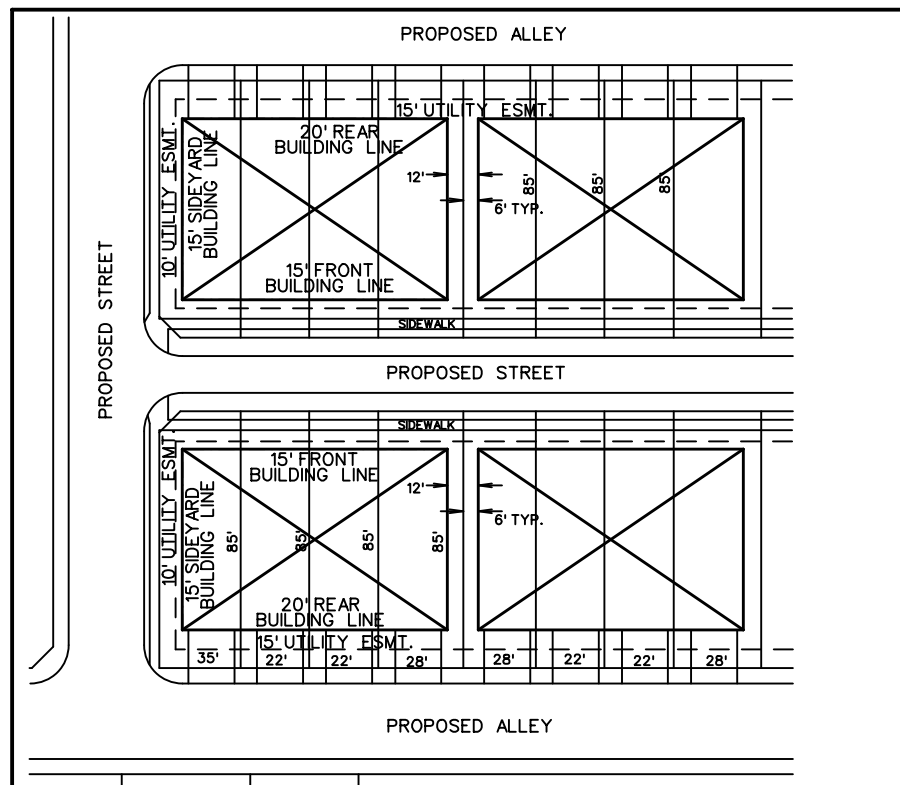 PROPOSED ALLEY
15' UTILITY ESMT.
20' REAR
BUILDING LINE
10' UTILITY ESMT.
15' SIDEYARD
BUILDING LINE
12'
6' TYP.
85'
85'
85'
15' FRONT
BUILDING LINE
SIDEWALK
PROPOSED STREET
PROPOSED STREET
SIDEWALK
15' FRONT
BUILDING LINE
10' UTILITY ESMT.
15' SIDEYARD
BUILDING LINE
12'
6' TYP.
85'
85'
85'
85'
20' REAR
BUILDING LINE
15' UTILITY ESMT.
35'
22'
22'
28'
28'
22'
22'
28'
PROPOSED ALLEY